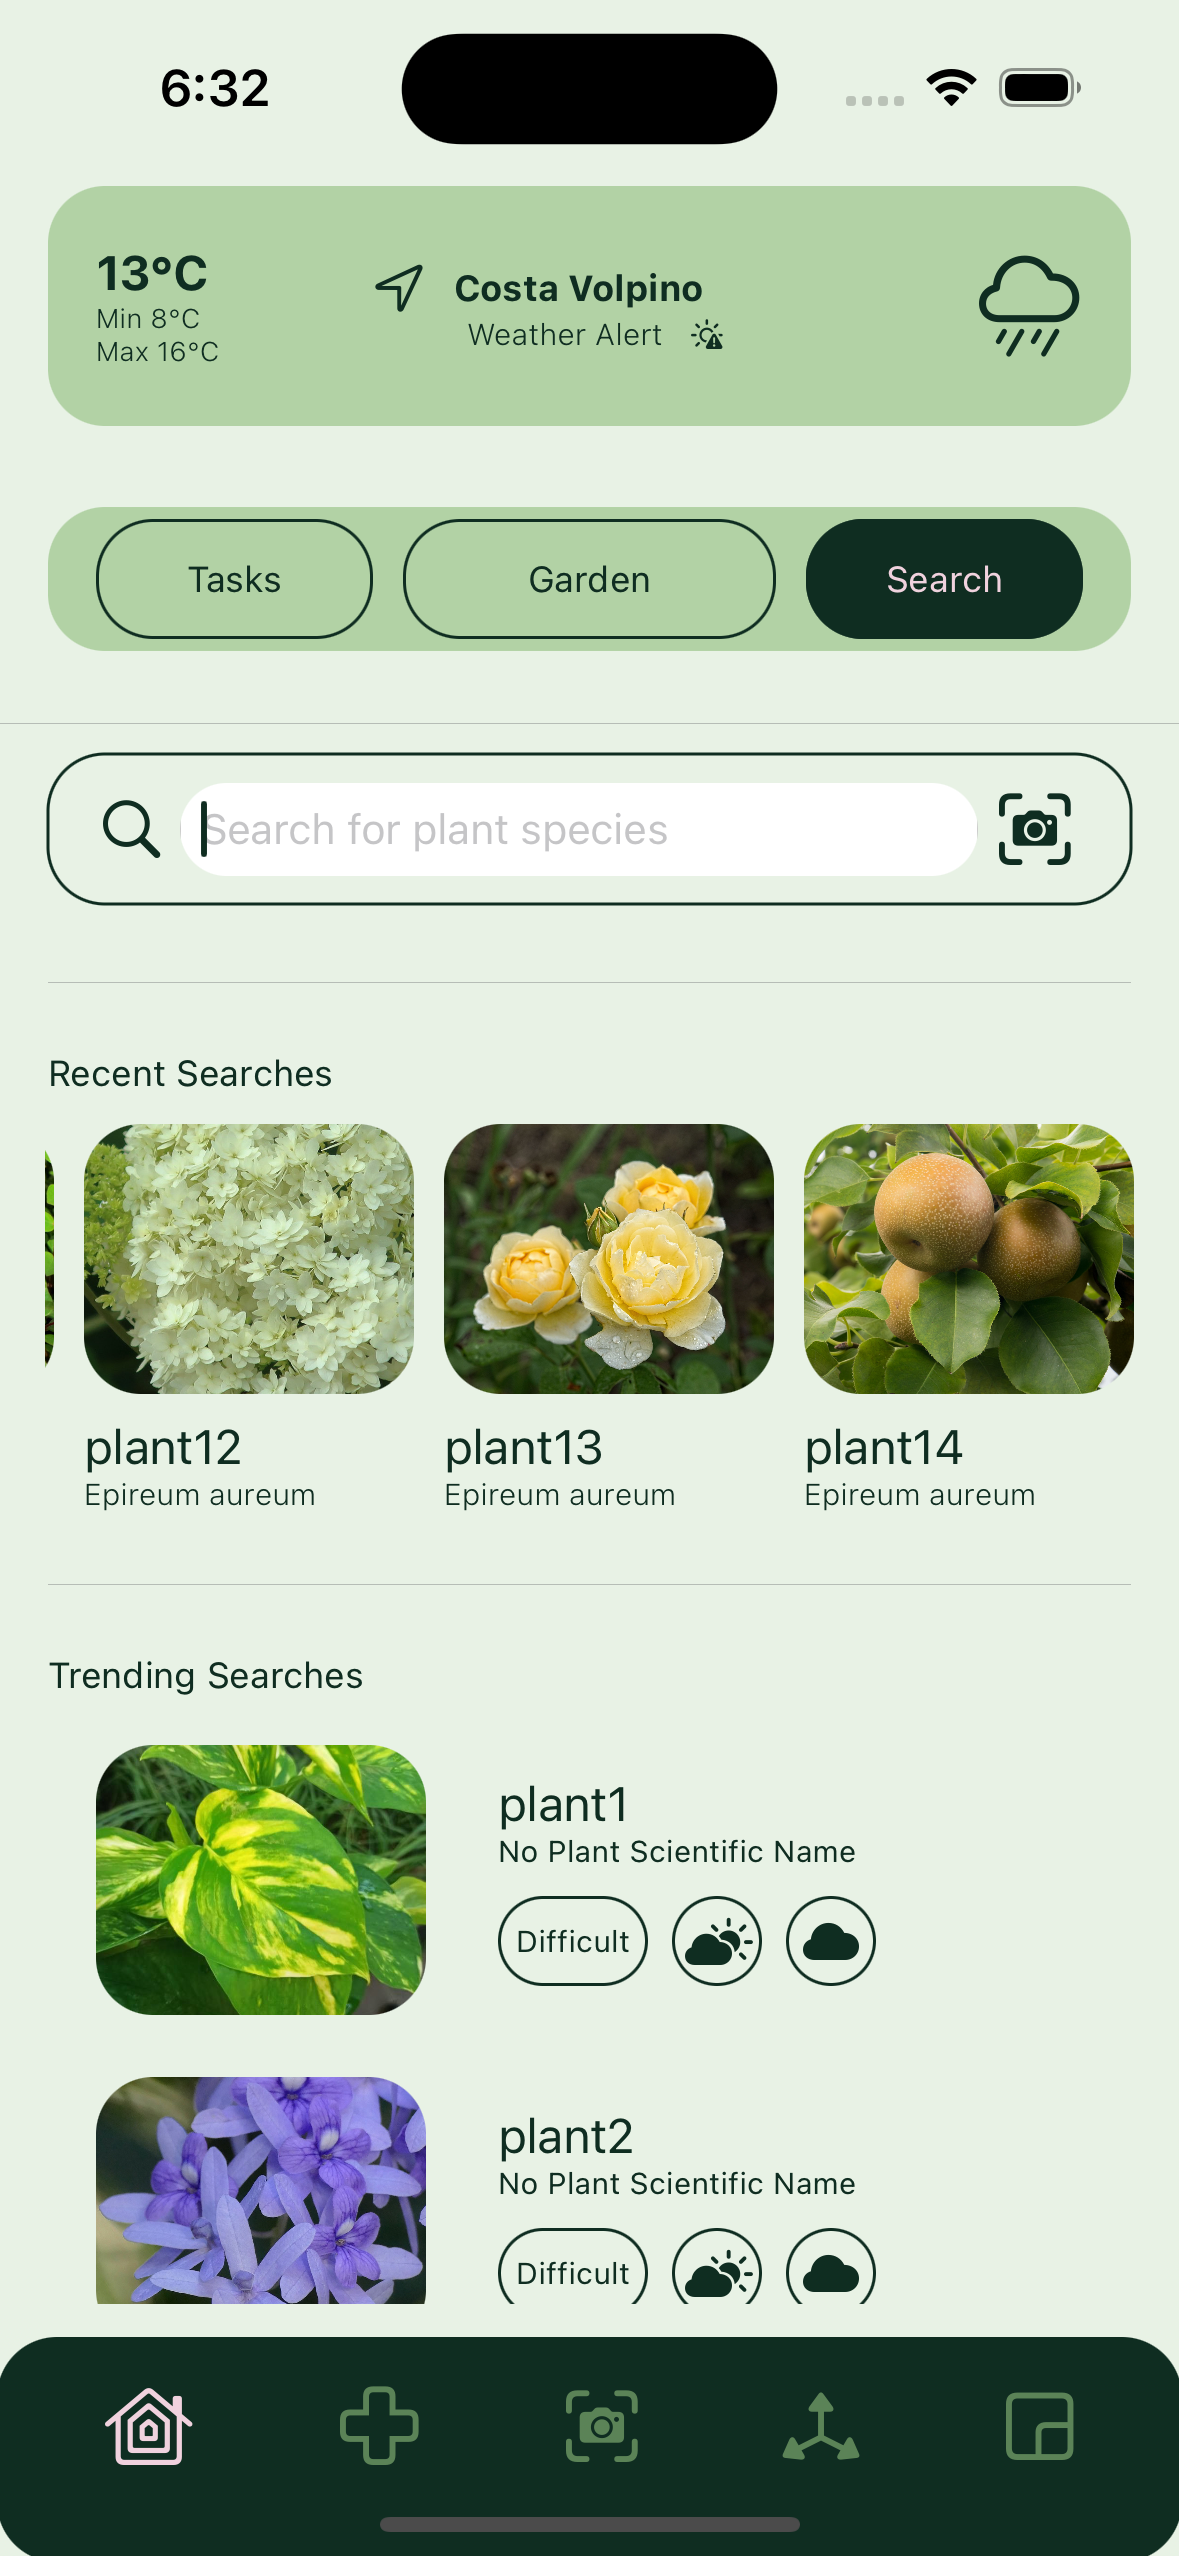 6:32
13°C
Min 8°C
Max 16°C
Costa Volpino
Weather Alert
Tasks
Garden
Search
Search for plant species
Recent Searches
plant12
Epireum aureum
plant13
Epireum aureum
plant14
Epireum aureum
Trending Searches
plant1
No Plant Scientific Name
Difficult
plant2
No Plant Scientific Name
Difficult